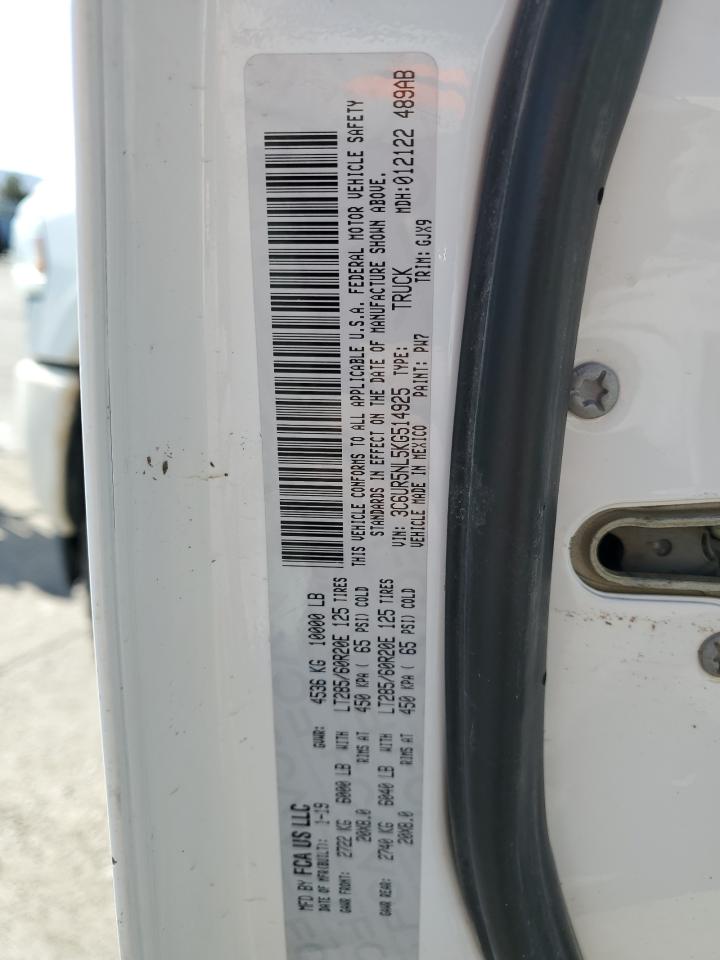 MFD BY FCA US LLC
DATE OF MFR(BUILT): 1-19 GVWR: 4536 KG 10000 LB
GAWR FRONT: 2722 KG 6000 LB WITH LT285/60R20E 125 TIRES
20X8.0 RIMS AT 450 KPA ( 65 PSI) COLD
GAWR REAR: 2740 KG 6040 LB WITH LT285/60R20E 125 TIRES
20X8.0 RIMS AT 450 KPA ( 65 PSI) COLD
THIS VEHICLE CONFORMS TO ALL APPLICABLE U.S.A. FEDERAL MOTOR VEHICLE SAFETY
STANDARDS IN EFFECT ON THE DATE OF MANUFACTURE SHOWN ABOVE.
VIN: 3C6UR5NL5KG514925 TYPE: TRUCK MDH:012122 489AB
VEHICLE MADE IN MEXICO PAINT: PW7 TRIM: GJX9